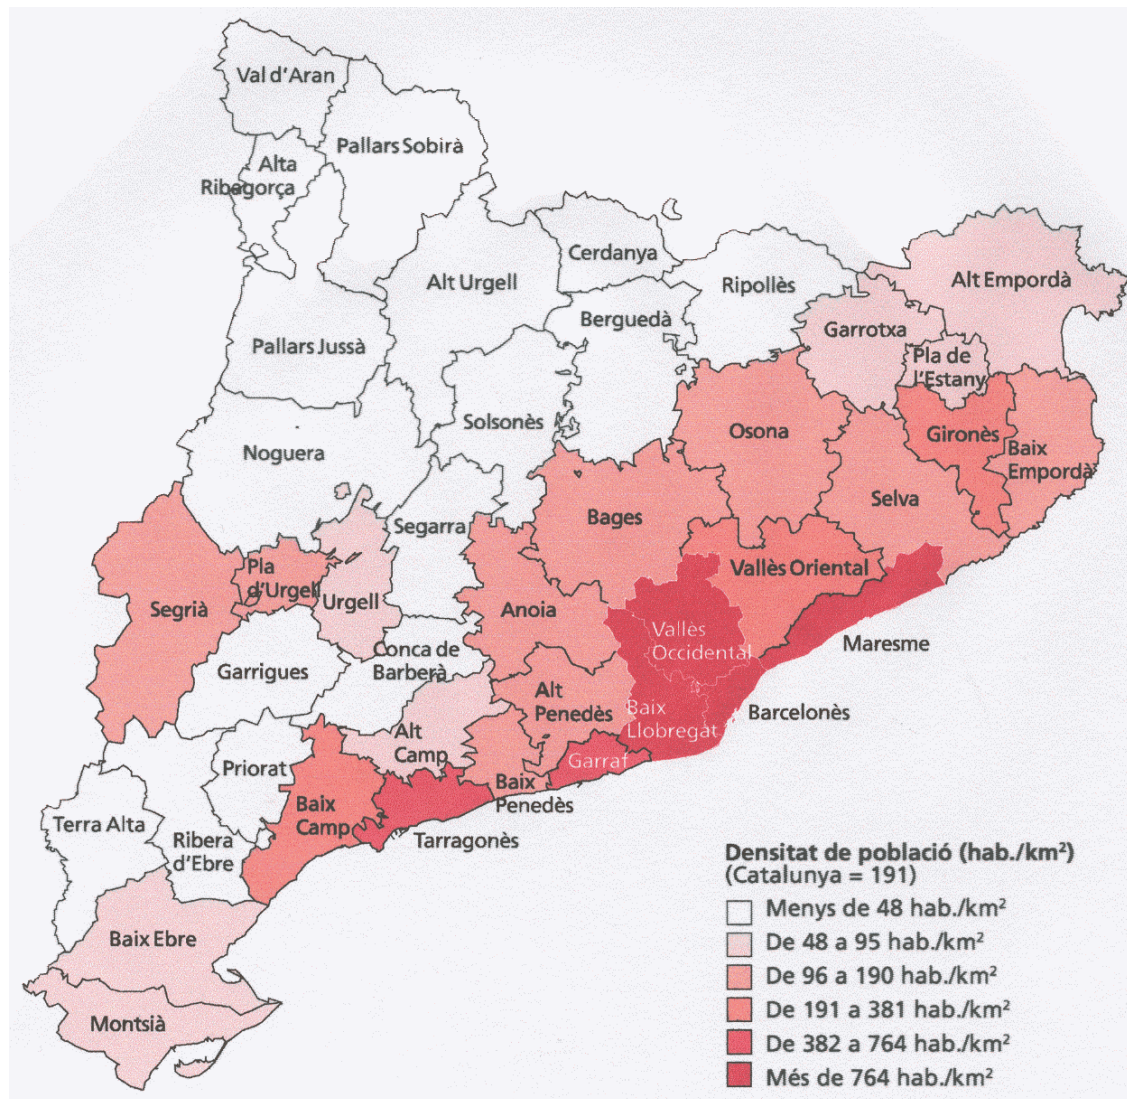 Val d'Aran
Pallars Sobirà
Alta
Ribagorça
Cerdanya
Alt Urgell
Ripollès
Alt Empordà
Berguedà
Garrotxa
Pallars Jussà
Pla de
l'Estany
Solsonès
Osona
Gironès
Baix
Empordà
Noguera
Selva
Bages
Segarra
Pla
d'Urgell
Vallès Oriental
Segrià
Urgell
Anoia
Vallès
Occidental
Maresme
Conca de
Barberà
Garrigues
Alt
Penedès
Baix
Llobregat
Barcelonès
Alt
Camp
Garraf
Priorat
Baix
Penedès
Baix
Camp
Terra Alta
Ribera
d'Ebre
Tarragonès
Baix Ebre
Montsià
Densitat de població (hab./km²)
(Catalunya = 191)
Menys de 48 hab./km²
De 48 a 95 hab./km²
De 96 a 190 hab./km²
De 191 a 381 hab./km²
De 382 a 764 hab./km²
Més de 764 hab./km²